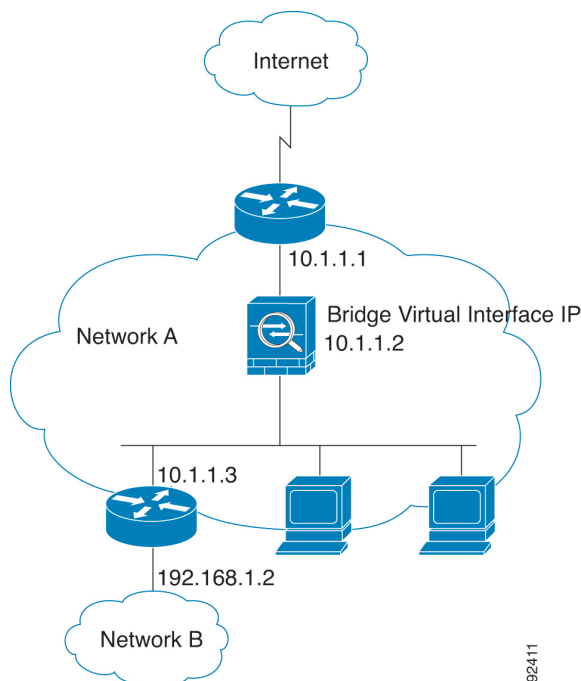 Internet
10.1.1.1
Bridge Virtual Interface IP
10.1.1.2
Network A
10.1.1.3
192.168.1.2
Network B
92411